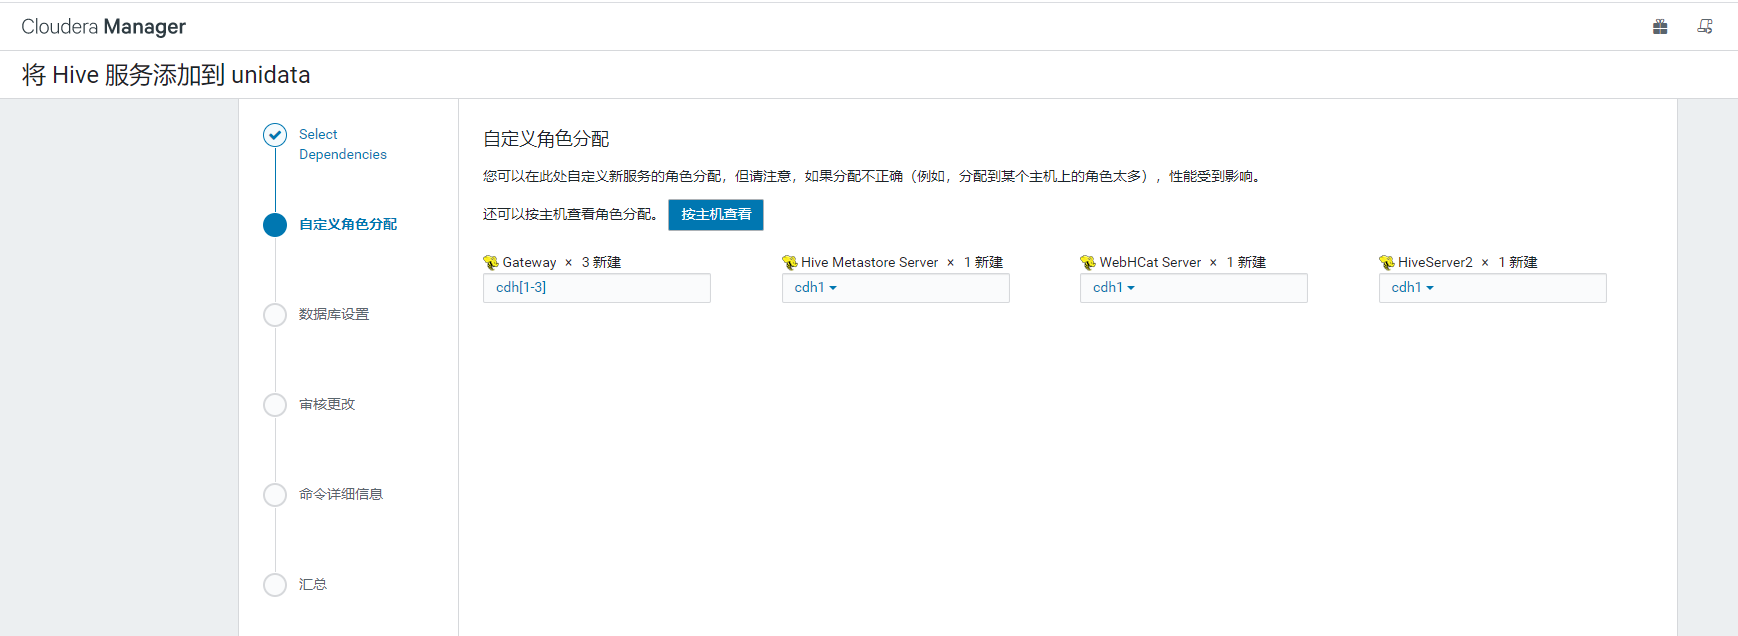 Cloudera Manager
将 Hive 服务添加到 unidata
Select
Dependencies
自定义角色分配
数据库设置
审核更改
命令详细信息
汇总
自定义角色分配
您可以在此处自定义新服务的角色分配，但请注意，如果分配不正确（例如，分配到某个主机上的角色太多），性能受到影响。
还可以按主机查看角色分配。 按主机查看
Gateway × 3 新建
cdh[1-3]
Hive Metastore Server × 1 新建
cdh1
WebHCat Server × 1 新建
cdh1
HiveServer2 × 1 新建
cdh1